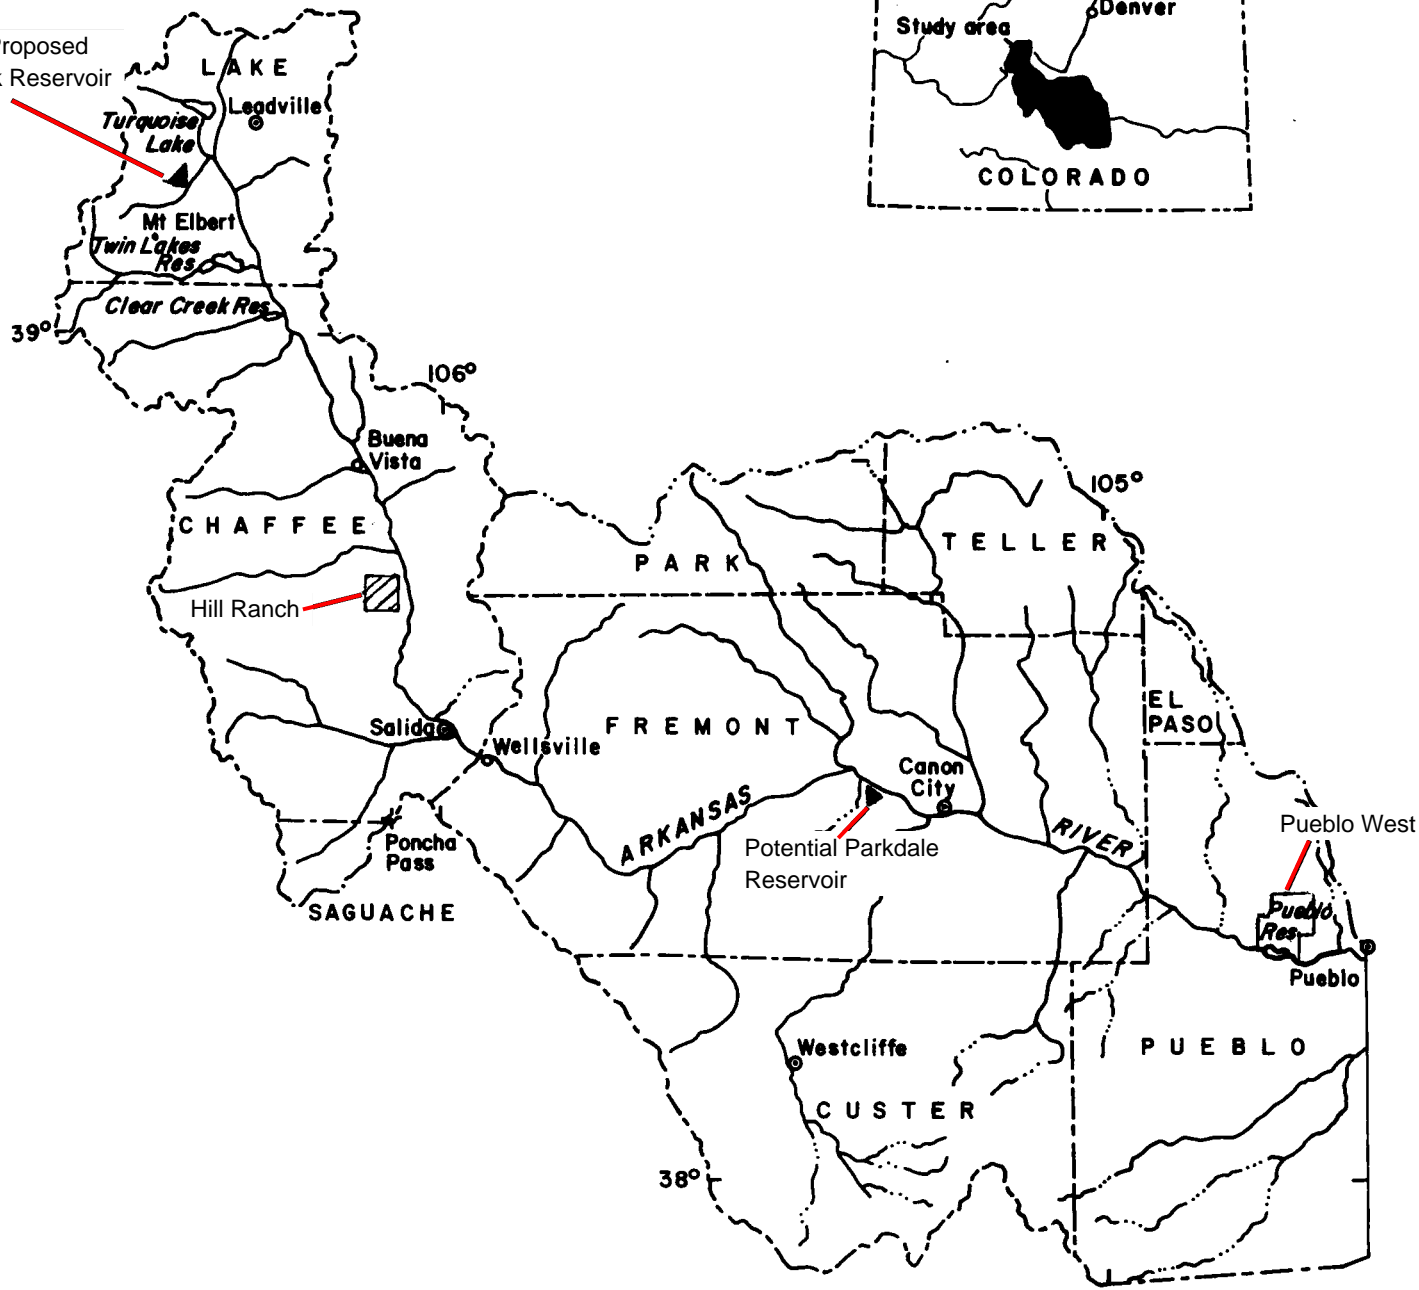 Denver
Study area
COLORADO
Proposed
k Reservoir
LAKE
Leadville
Turquoise
Lake
Mt Elbert
Twin Lakes
Res
Clear Creek Res
39°
106°
Buena
Vista
105°
CHAFFEE
PARK
TELLER
Hill Ranch
EL
PASO
Salida
Wellsville
FREMONT
Canon
City
ARKANSAS
RIVER
Poncha
Pass
Potential Parkdale
Reservoir
Pueblo West
SAGUACHE
Pueblo
Res
Pueblo
Westcliffe
PUEBLO
CUSTER
38°